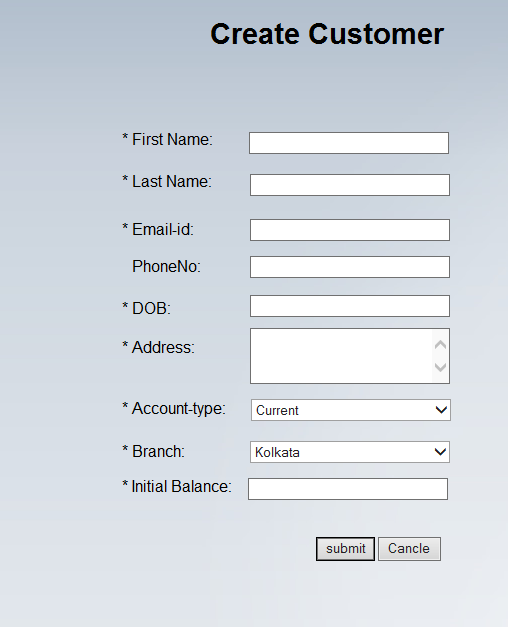 Create Customer
* First Name:
* Last Name:
* Email-id:
PhoneNo:
* DOB:
* Address:
* Account-type: Current
* Branch: Kolkata
* Initial Balance:
submit Cancle